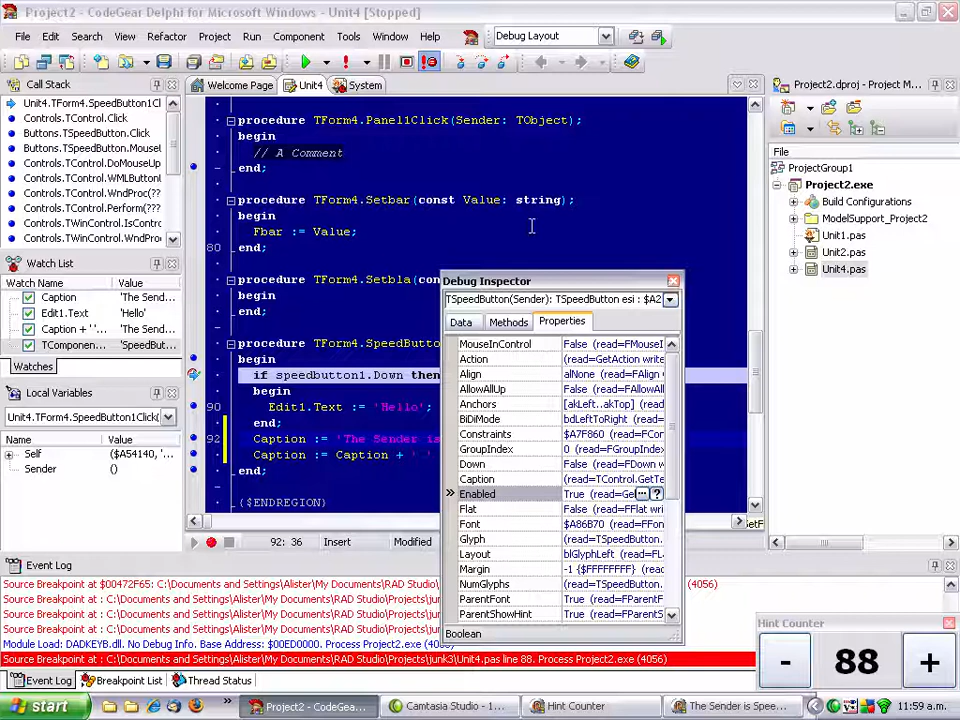 Project2 - CodeGear Delphi for Microsoft Windows - Unit4 [Stopped]
File Edit Search View Refactor Project Run Component Tools Window Help
Debug Layout
Call Stack
Unit4.TForm4.SpeedButton1Cl
Controls.TControl.Click
Buttons.TSpeedButton.Click
Buttons.TSpeedButton.Mousel
Controls.TControl.DoMouseUp
Controls.TControl.WMLButton
Controls.TControl.WndProc(??
Controls.TControl.Perform(???
Controls.TWinControl.IsContro
Controls.TWinControl.WndProc
Watch List
Watch Name Value
Caption 'The Send...
Edit1.Text 'Hello'
Caption + ' '... 'The Send...
TComponen... 'SpeedBut...
Watches
Local Variables
Unit4.TForm4.SpeedButton1Click(
Name Value
Self ($A54140, '...
Sender ()
Welcome Page Unit4 System
procedure TForm4.Panel1Click(Sender: TObject);
begin
// A Comment
end;
procedure TForm4.Setbar(const Value: string);
begin
Fbar := Value;
80 end;
procedure TForm4.Setbla(
begin
end;
procedure TForm4.SpeedButto
begin
if speedbutton1.Down then
begin
90 Edit1.Text := 'Hello';
end;
92 Caption := 'The Sender is
Caption := Caption + ' '
end;
{$ENDREGION}
92: 36 Insert Modified
Debug Inspector
TSpeedButton(Sender): TSpeedButton esi : $A2
Data Methods Properties
MouseInControl False (read=FMouseI
Action (read=GetAction write
Align alNone (read=FAlign
AllowAllUp False (read=FAllowAl
Anchors [akLeft..akTop] (read
BiDiMode bdLeftToRight (read
Constraints $A7F860 (read=FCor
GroupIndex 0 (read=FGroupIndex
Down False (read=FDown w
Caption (read=TControl.GetTe
Enabled True (read=Ge
Flat False (read=FFlat wri
Font $A86B70 (read=FFon
Glyph (read=TSpeedButton.
Layout blGlyphLeft (read=FL
Margin -1 {$FFFFFFFF} (read
NumGlyphs (read=TSpeedButton.
ParentFont True (read=FParentF
ParentShowHint True (read=FParentS
Boolean
Project2.dproj - Project M...
File
ProjectGroup1
Project2.exe
Build Configurations
ModelSupport_Project2
Unit1.pas
Unit2.pas
Unit4.pas
Event Log
Source Breakpoint at $00472F65: C:\Documents and Settings\Alister\My Documents\RAD Studio\Projects\jun
Source Breakpoint at : C:\Documents and Settings\Alister\My Documents\RAD Studio\Projects\ju
Source Breakpoint at : C:\Documents and Settings\Alister\My Documents\RAD Studio\Projects\ju
Source Breakpoint at : C:\Documents and Settings\Alister\My Documents\RAD Studio\Projects\ju
(4056)
Module Load: DADKEYB.dll. No Debug Info. Base Address: $00ED0000. Process Project2.exe (4056)
Source Breakpoint at : C:\Documents and Settings\Alister\My Documents\RAD Studio\Projects\junk3\Unit4.pas line 88. Process Project2.exe (4056)
Event Log Breakpoint List Thread Status
Hint Counter
- 88 +
start Project2 - CodeGea... Camtasia Studio - 1... Hint Counter The Sender is Spee... 11:59 a.m.